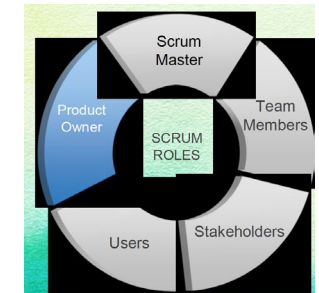 Scrum
Master
Product
Owner
Team
Members
SCRUM
ROLES
Users
Stakeholders